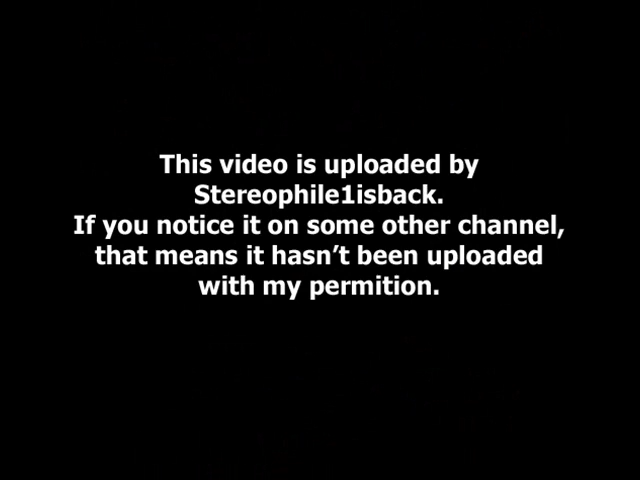 This video is uploaded by
Stereophile1isback.
If you notice it on some other channel,
that means it hasn’t been uploaded
with my permition.